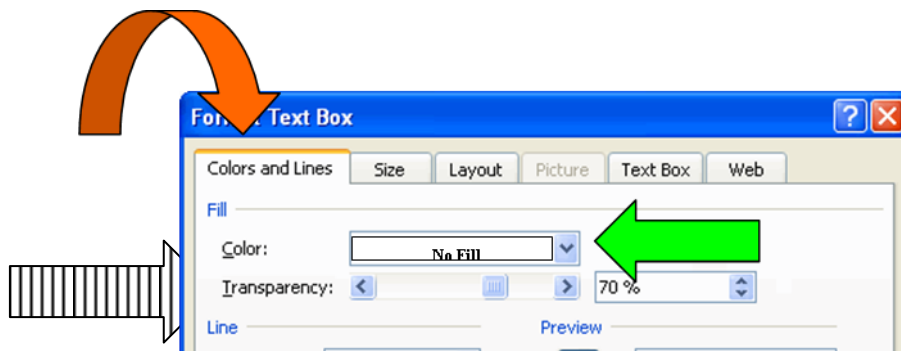 Format Text Box
Colors and Lines Size Layout Picture Text Box Web
Fill
Color: No Fill
Transparency: 70 %
Line Preview